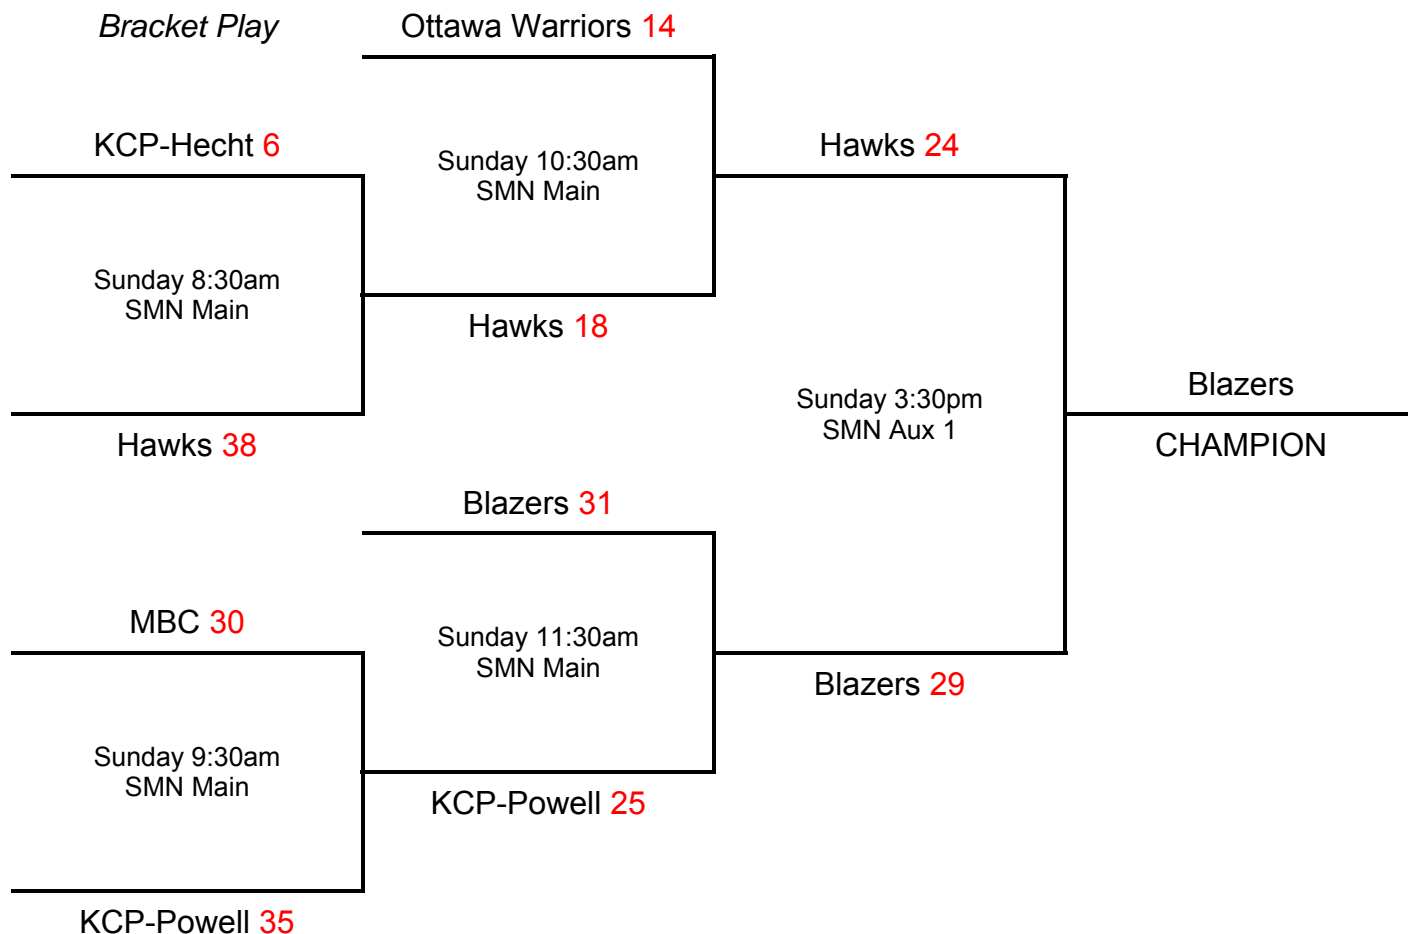 Bracket Play
Ottawa Warriors 14
KCP-Hecht 6
Sunday 10:30am
SMN Main
Hawks 24
Sunday 8:30am
SMN Main
Hawks 18
Hawks 38
Sunday 3:30pm
SMN Aux 1
Blazers
CHAMPION
Blazers 31
MBC 30
Sunday 11:30am
SMN Main
Blazers 29
Sunday 9:30am
SMN Main
KCP-Powell 25
KCP-Powell 35